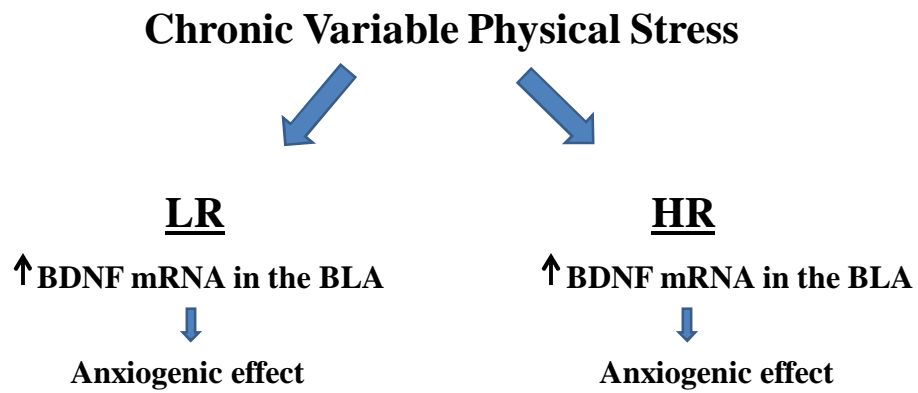 Chronic Variable Physical Stress
LR
↑ BDNF mRNA in the BLA
Anxiogenic effect
HR
↑ BDNF mRNA in the BLA
Anxiogenic effect